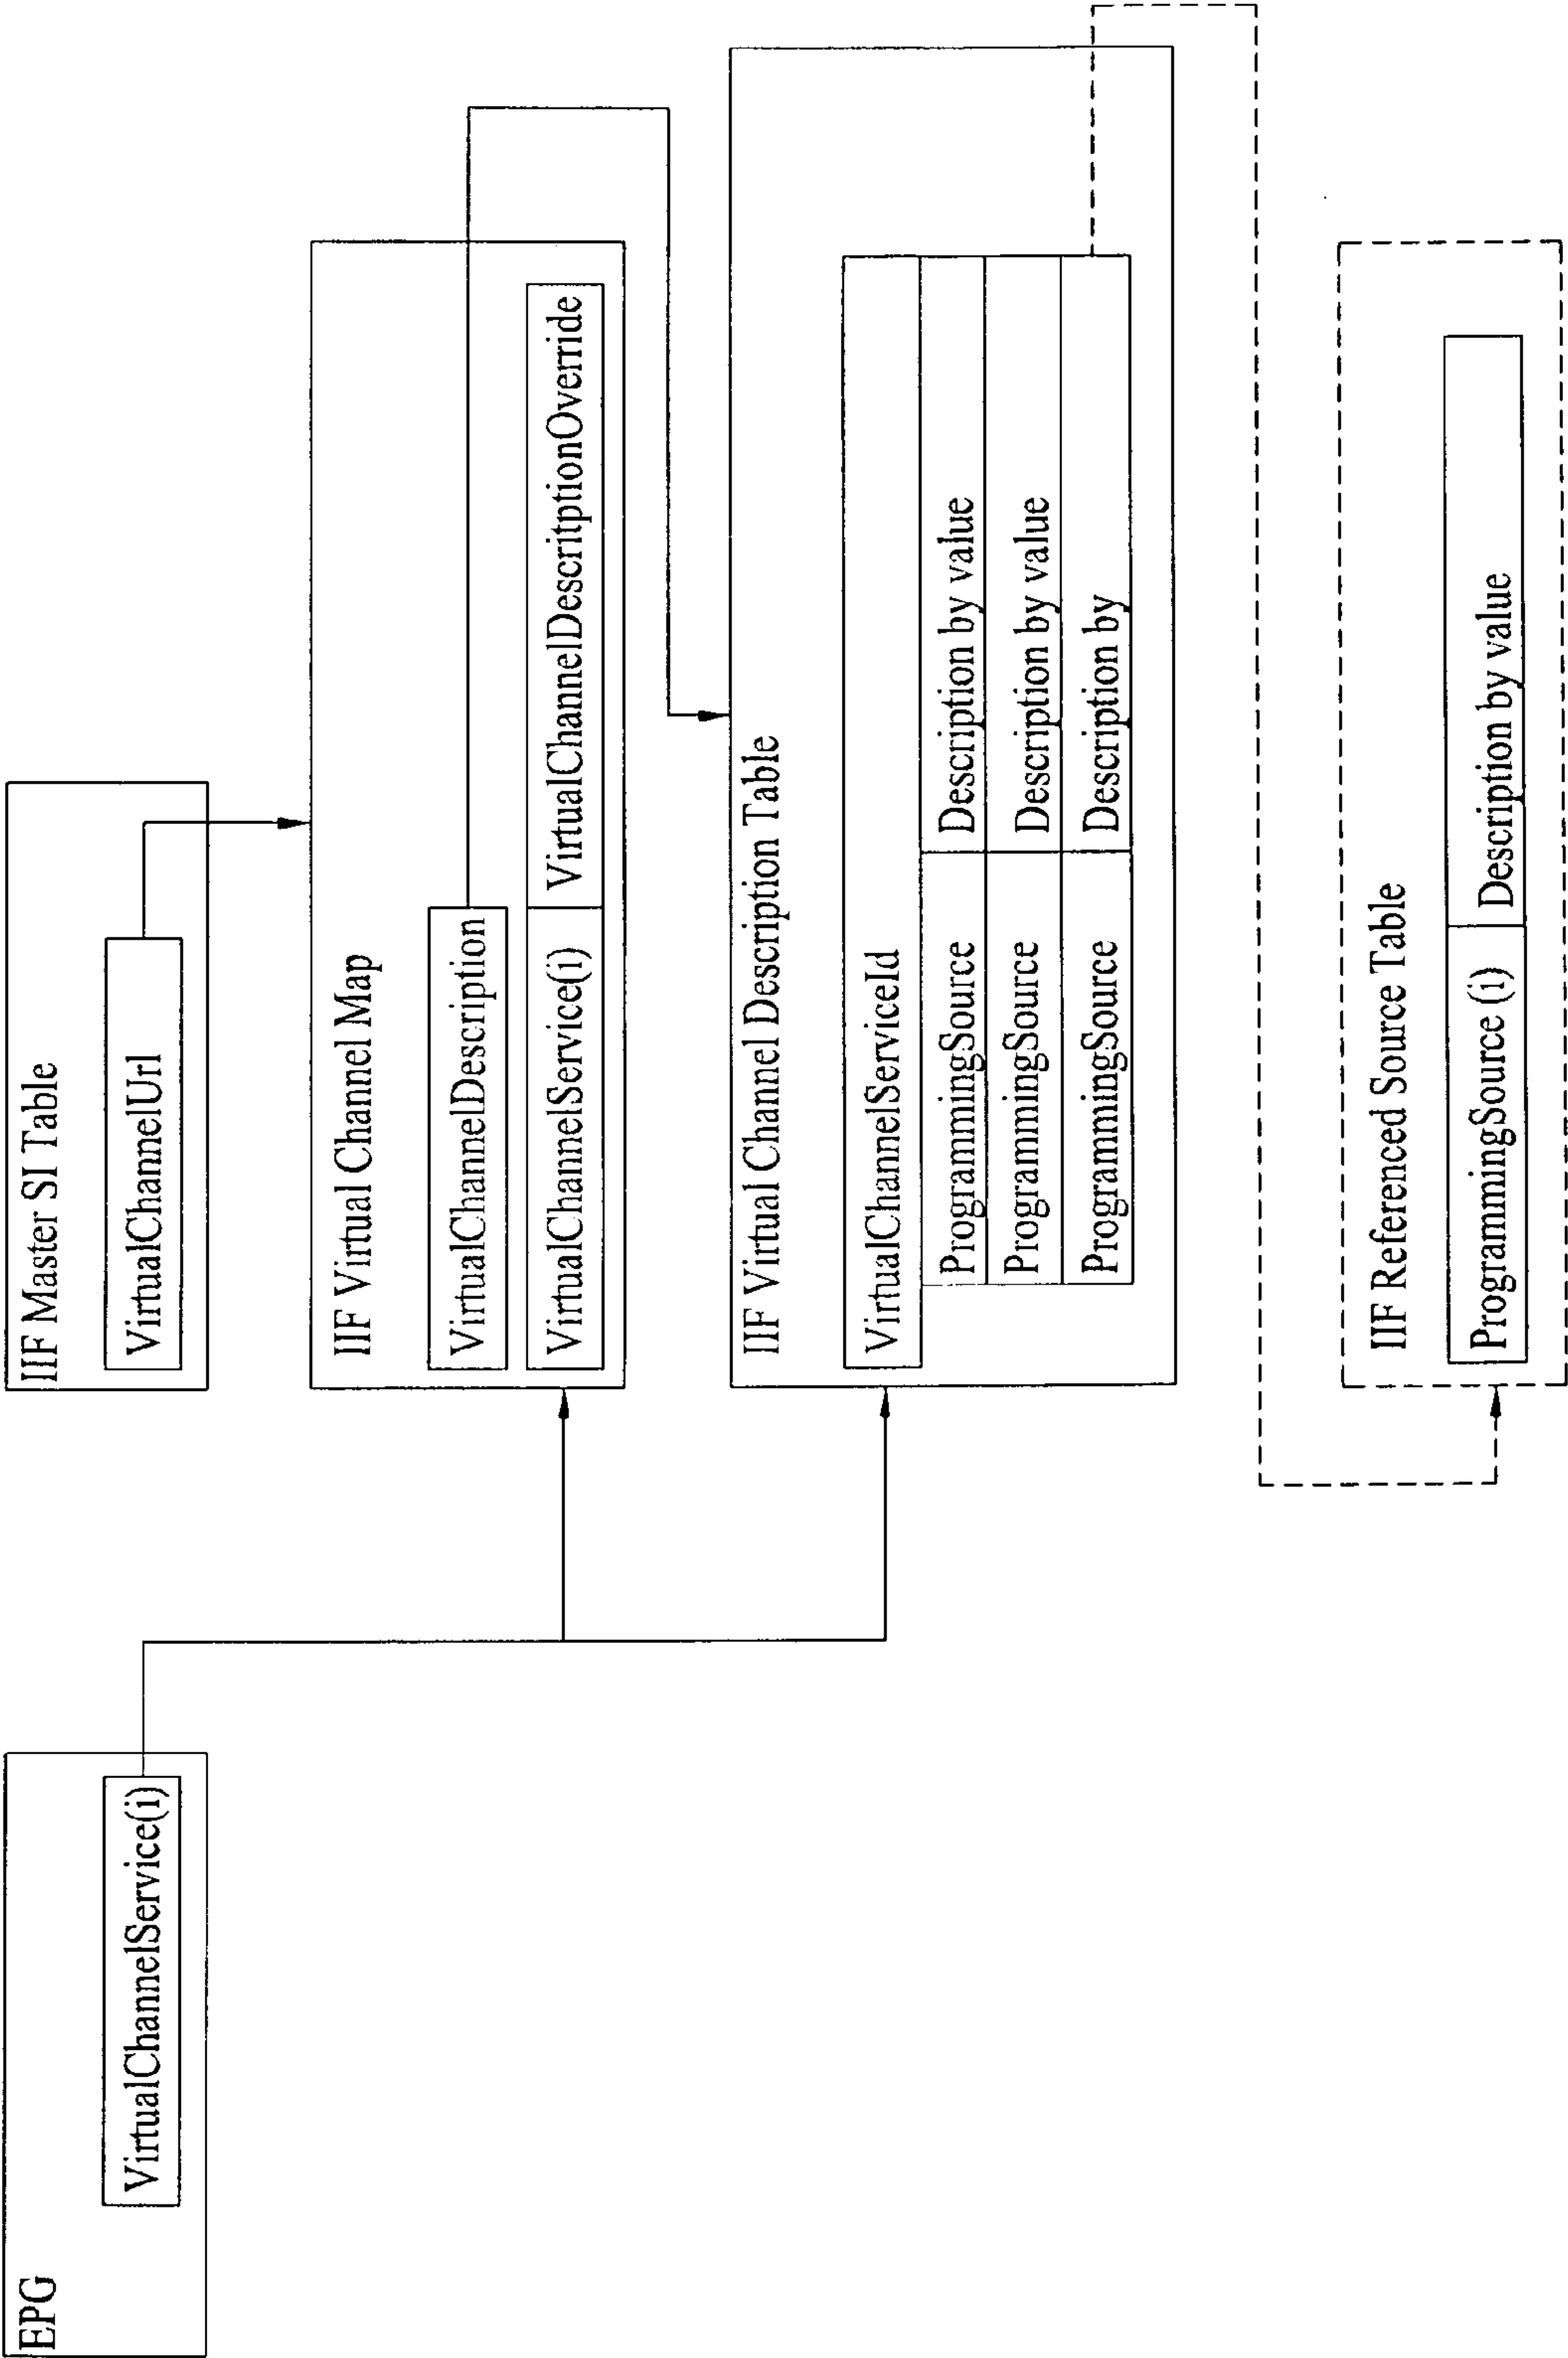 EPG
VirtualChannelService(i)
IIF Master SI Table
VirtualChannelUrl
IIF Virtual Channel Map
VirtualChannelDescription
VirtualChannelService(i) VirtualChannelDescritptionOverride
IIF Virtual Channel Description Table
VirtualChannelServiceId
ProgrammingSource Description by value
ProgrammingSource Description by value
ProgrammingSource Description by
IIF Referenced Source Table
ProgrammingSource (i) Description by value